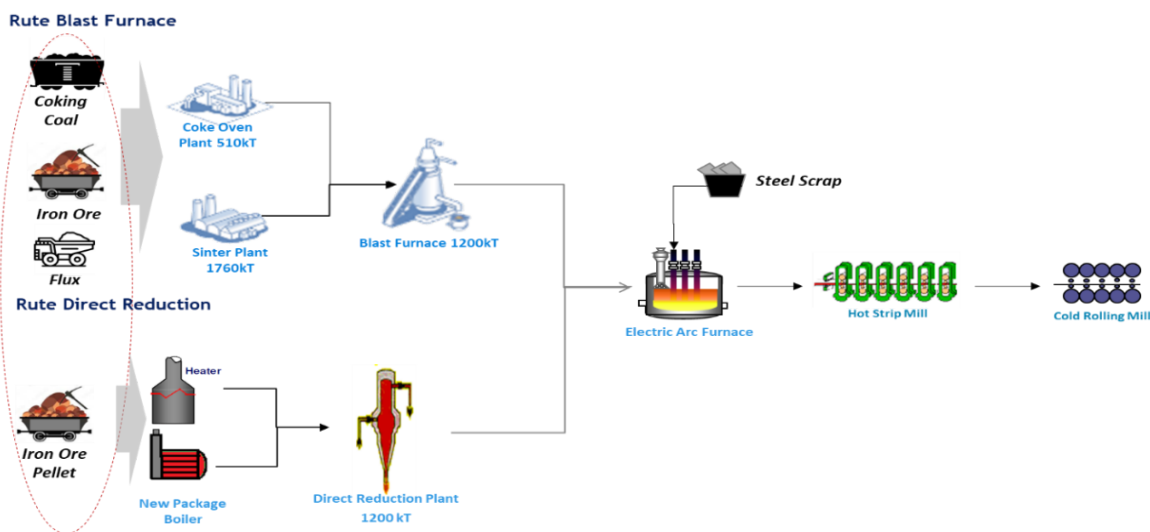 Rute Blast Furnace
Coking
Coal
Coke Oven
Plant 510kT
Iron Ore
Steel Scrap
Sinter Plant
1760kT
Blast Furnace 1200kT
Flux
Rute Direct Reduction
Electric Arc Furnace
Hot Strip Mill
Cold Rolling Mill
Heater
Iron Ore
Pellet
New Package
Boiler
Direct Reduction Plant
1200 kT